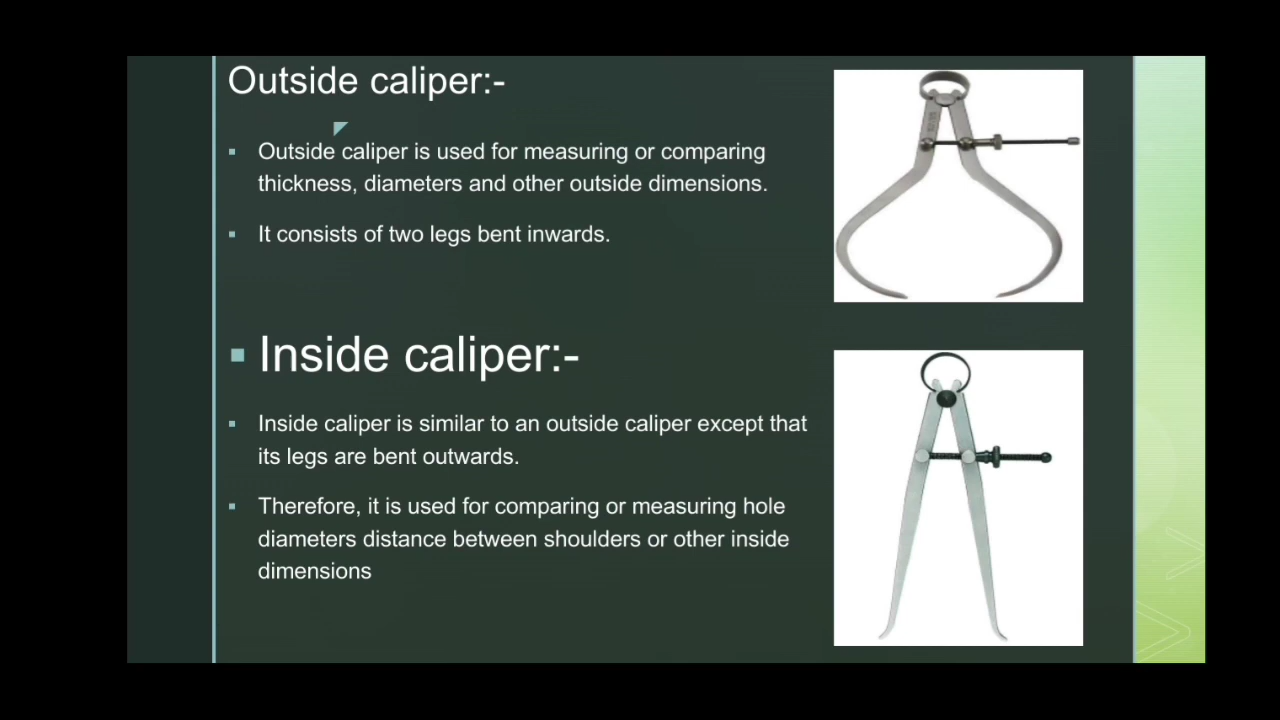 Outside caliper:-
▪ Outside caliper is used for measuring or comparing
thickness, diameters and other outside dimensions.
▪ It consists of two legs bent inwards.
▪ Inside caliper:-
▪ Inside caliper is similar to an outside caliper except that
its legs are bent outwards.
▪ Therefore, it is used for comparing or measuring hole
diameters distance between shoulders or other inside
dimensions